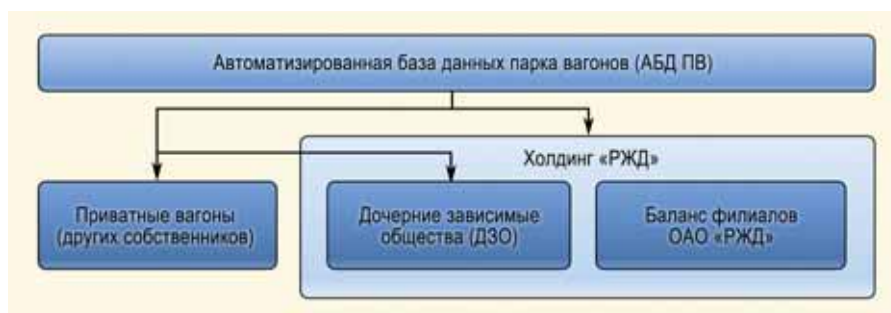 Автоматизированная база данных парка вагонов (АБД ПВ)
Холдинг «РЖД»
Приватные вагоны
(других собственников)
Дочерние зависимые
общества (ДЗО)
Баланс филиалов
ОАО «РЖД»